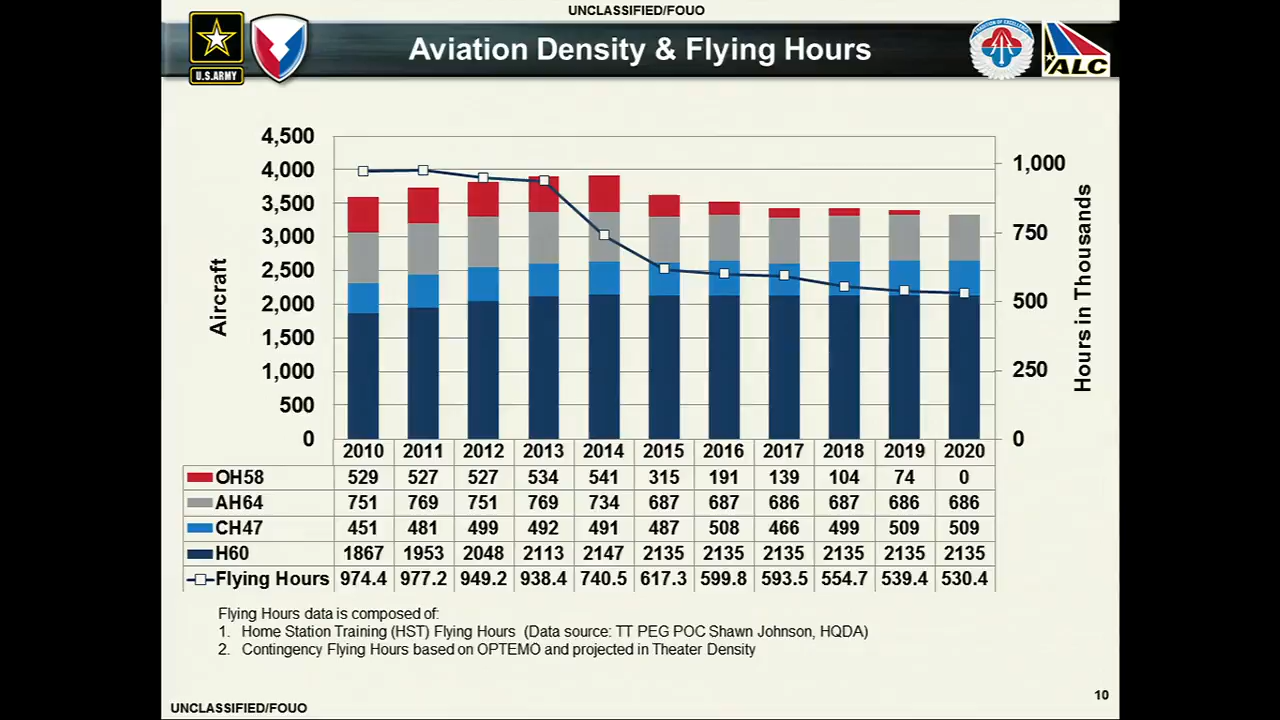 UNCLASSIFIED/FOUO
U.S.ARMY
Aviation Density & Flying Hours
ALC
4,500
4,000
3,500
3,000
2,500
2,000
1,500
1,000
500
0
Aircraft
1,000
750
500
250
0
Hours in Thousands
2010 2011 2012 2013 2014 2015 2016 2017 2018 2019 2020
OH58 529 527 527 534 541 315 191 139 104 74 0
AH64 751 769 751 769 734 687 687 686 687 686 686
CH47 451 481 499 492 491 487 508 466 499 509 509
H60 1867 1953 2048 2113 2147 2135 2135 2135 2135 2135 2135
Flying Hours 974.4 977.2 949.2 938.4 740.5 617.3 599.8 593.5 554.7 539.4 530.4
Flying Hours data is composed of:
1. Home Station Training (HST) Flying Hours (Data source: TT PEG POC Shawn Johnson, HQDA)
2. Contingency Flying Hours based on OPTEMO and projected in Theater Density
10
UNCLASSIFIED/FOUO